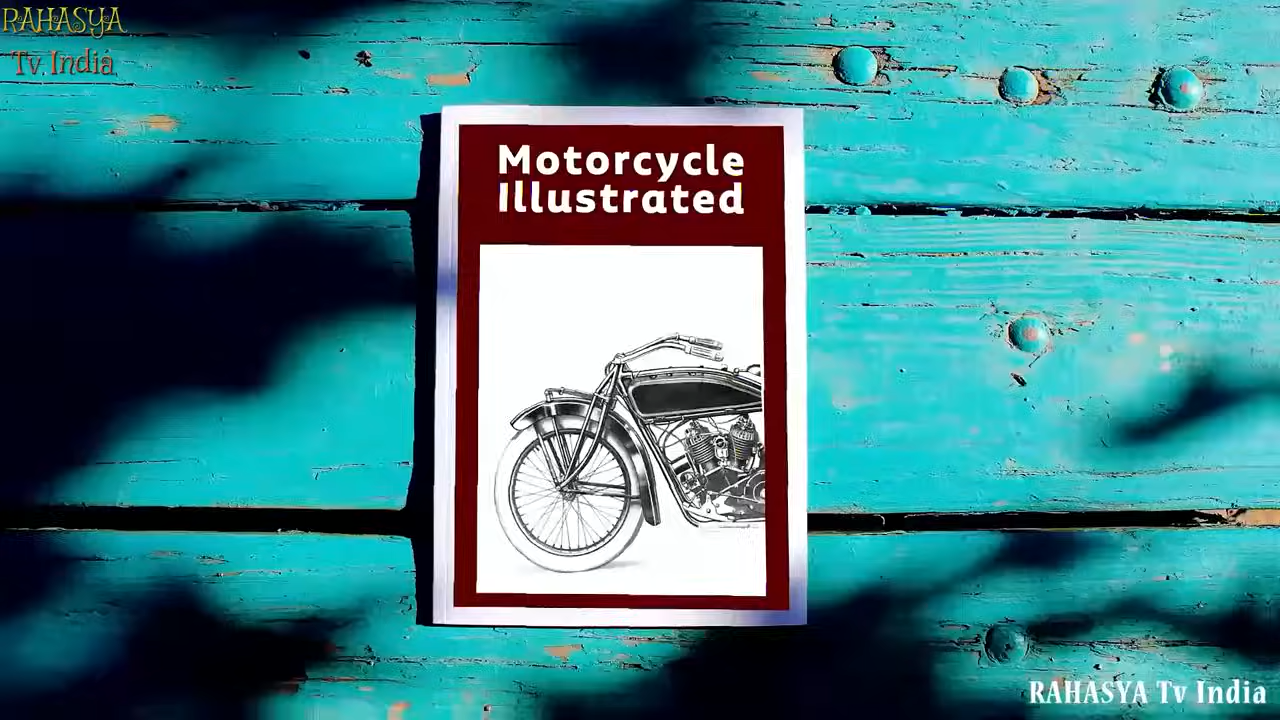 RAHASYA
Tv India
Motorcycle
Illustrated
RAHASYA Tv India